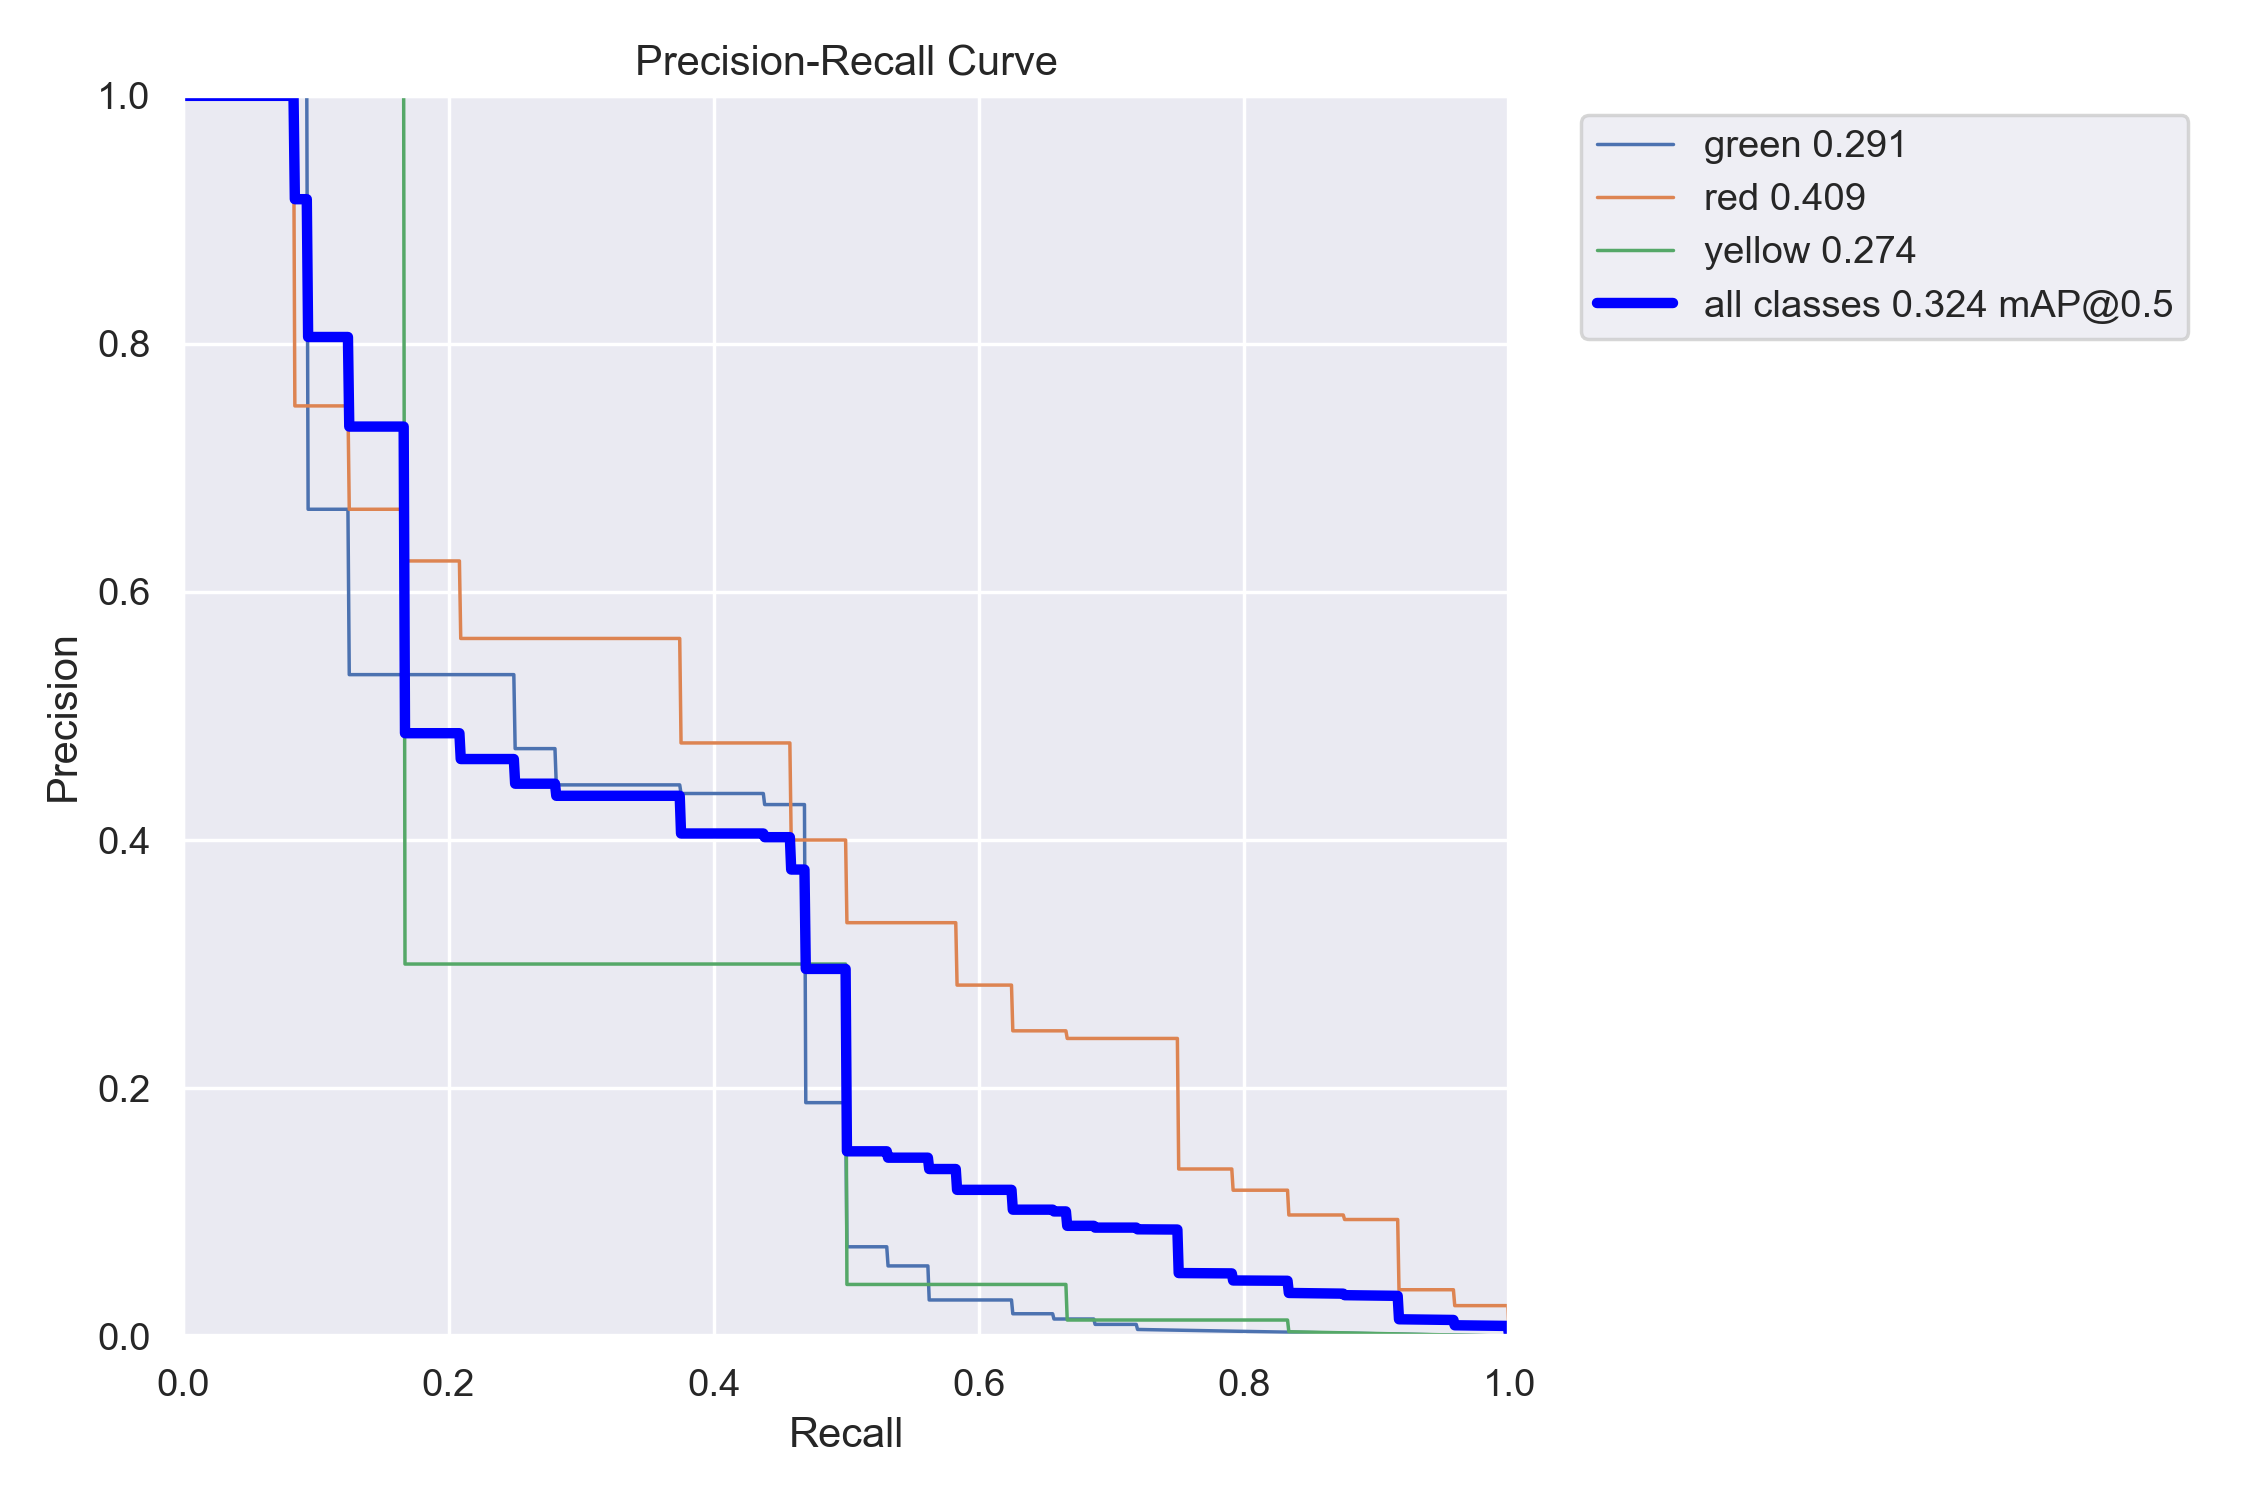 Precision-Recall Curve
1.0
0.8
0.6
0.4
0.2
0.0
Precision
0.0 0.2 0.4 0.6 0.8 1.0
Recall
green 0.291
red 0.409
yellow 0.274
all classes 0.324 mAP@0.5